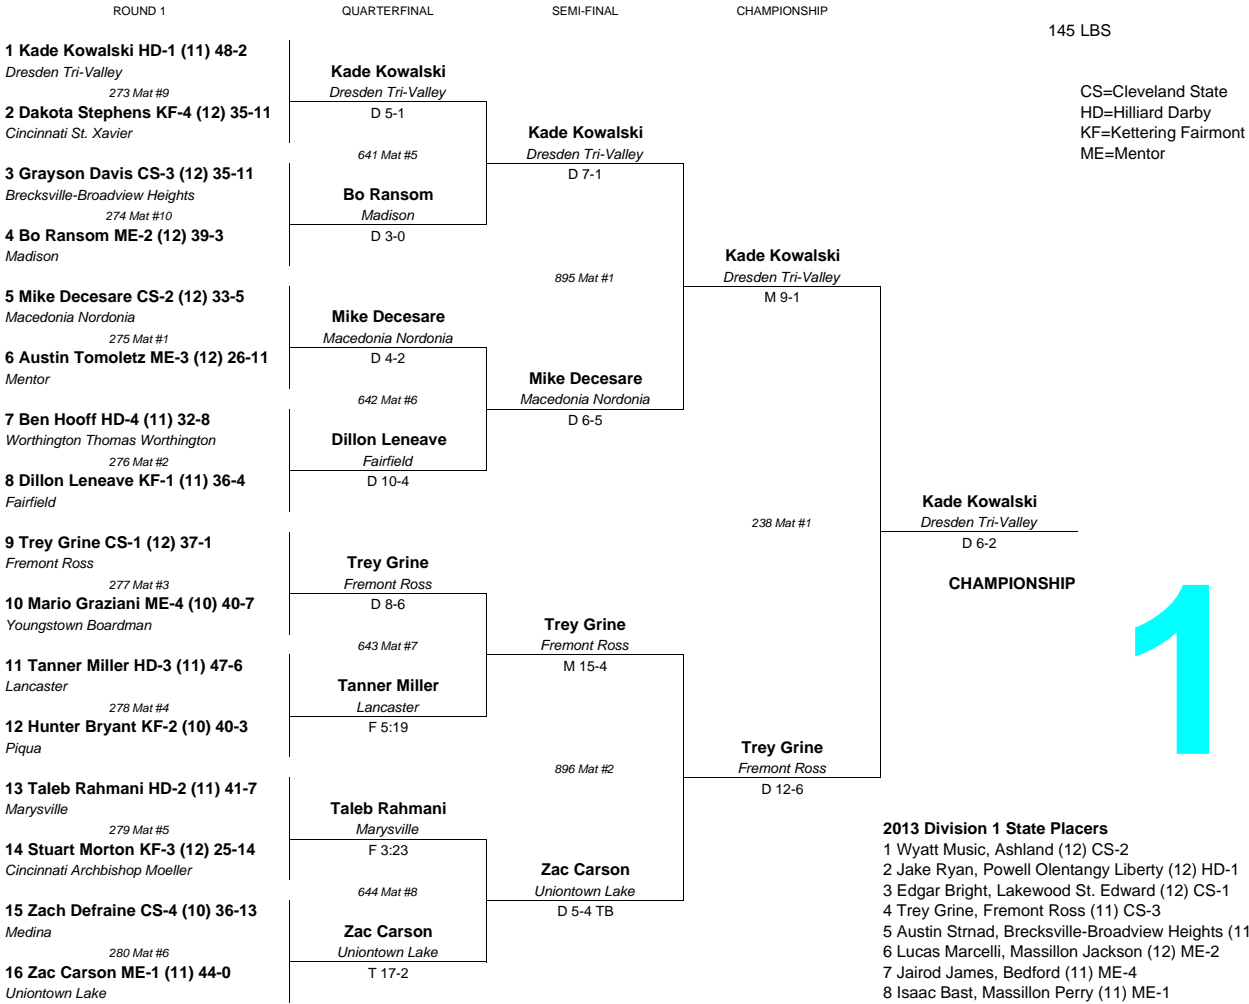 ROUND 1
QUARTERFINAL
SEMI-FINAL
CHAMPIONSHIP
145 LBS
CS=Cleveland State
HD=Hilliard Darby
KF=Kettering Fairmont
ME=Mentor
1 Kade Kowalski HD-1 (11) 48-2
Dresden Tri-Valley
273 Mat #9
2 Dakota Stephens KF-4 (12) 35-11
Cincinnati St. Xavier
3 Grayson Davis CS-3 (12) 35-11
Brecksville-Broadview Heights
274 Mat #10
4 Bo Ransom ME-2 (12) 39-3
Madison
5 Mike Decesare CS-2 (12) 33-5
Macedonia Nordonia
275 Mat #1
6 Austin Tomoletz ME-3 (12) 26-11
Mentor
7 Ben Hooff HD-4 (11) 32-8
Worthington Thomas Worthington
276 Mat #2
8 Dillon Leneave KF-1 (11) 36-4
Fairfield
9 Trey Grine CS-1 (12) 37-1
Fremont Ross
277 Mat #3
10 Mario Graziani ME-4 (10) 40-7
Youngstown Boardman
11 Tanner Miller HD-3 (11) 47-6
Lancaster
278 Mat #4
12 Hunter Bryant KF-2 (10) 40-3
Piqua
13 Taleb Rahmani HD-2 (11) 41-7
Marysville
279 Mat #5
14 Stuart Morton KF-3 (12) 25-14
Cincinnati Archbishop Moeller
15 Zach Defraine CS-4 (10) 36-13
Medina
280 Mat #6
16 Zac Carson ME-1 (11) 44-0
Uniontown Lake
Kade Kowalski
Dresden Tri-Valley
D 5-1
641 Mat #5
Bo Ransom
Madison
D 3-0
Mike Decesare
Macedonia Nordonia
D 4-2
642 Mat #6
Dillon Leneave
Fairfield
D 10-4
Trey Grine
Fremont Ross
D 8-6
643 Mat #7
Tanner Miller
Lancaster
F 5:19
Taleb Rahmani
Marysville
F 3:23
644 Mat #8
Zac Carson
Uniontown Lake
T 17-2
Kade Kowalski
Dresden Tri-Valley
D 7-1
895 Mat #1
Mike Decesare
Macedonia Nordonia
D 6-5
Trey Grine
Fremont Ross
M 15-4
896 Mat #2
Zac Carson
Uniontown Lake
D 5-4 TB
Kade Kowalski
Dresden Tri-Valley
M 9-1
238 Mat #1
Trey Grine
Fremont Ross
D 12-6
Kade Kowalski
Dresden Tri-Valley
D 6-2
CHAMPIONSHIP
1
2013 Division 1 State Placers
1 Wyatt Music, Ashland (12) CS-2
2 Jake Ryan, Powell Olentangy Liberty (12) HD-1
3 Edgar Bright, Lakewood St. Edward (12) CS-1
4 Trey Grine, Fremont Ross (11) CS-3
5 Austin Strnad, Brecksville-Broadview Heights (11
6 Lucas Marcelli, Massillon Jackson (12) ME-2
7 Jairod James, Bedford (11) ME-4
8 Isaac Bast, Massillon Perry (11) ME-1